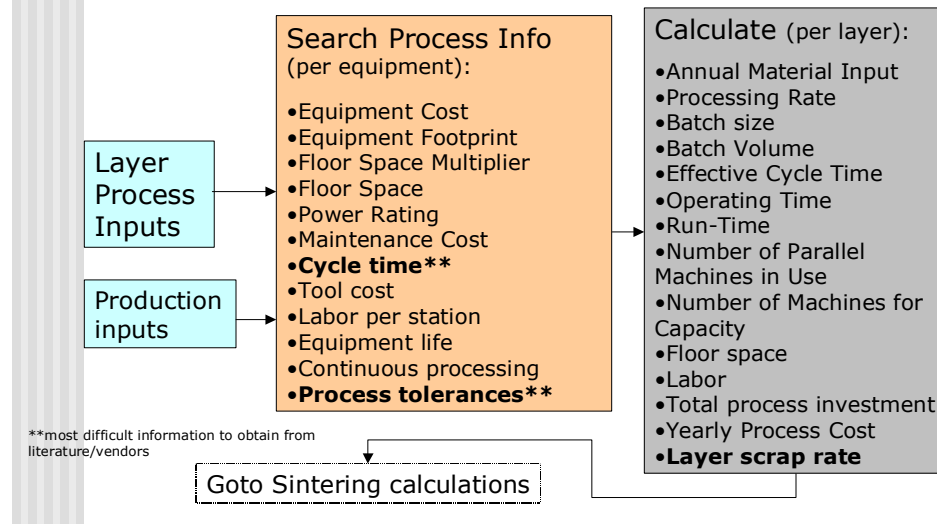 Layer
Process
Inputs
Production
inputs
Search Process Info
(per equipment):
•Equipment Cost
•Equipment Footprint
•Floor Space Multiplier
•Floor Space
•Power Rating
•Maintenance Cost
•Cycle time**
•Tool cost
•Labor per station
•Equipment life
•Continuous processing
•Process tolerances**
Calculate (per layer):
•Annual Material Input
•Processing Rate
•Batch size
•Batch Volume
•Effective Cycle Time
•Operating Time
•Run-Time
•Number of Parallel
Machines in Use
•Number of Machines for
Capacity
•Floor space
•Labor
•Total process investment
•Yearly Process Cost
•Layer scrap rate
**most difficult information to obtain from
literature/vendors
Goto Sintering calculations